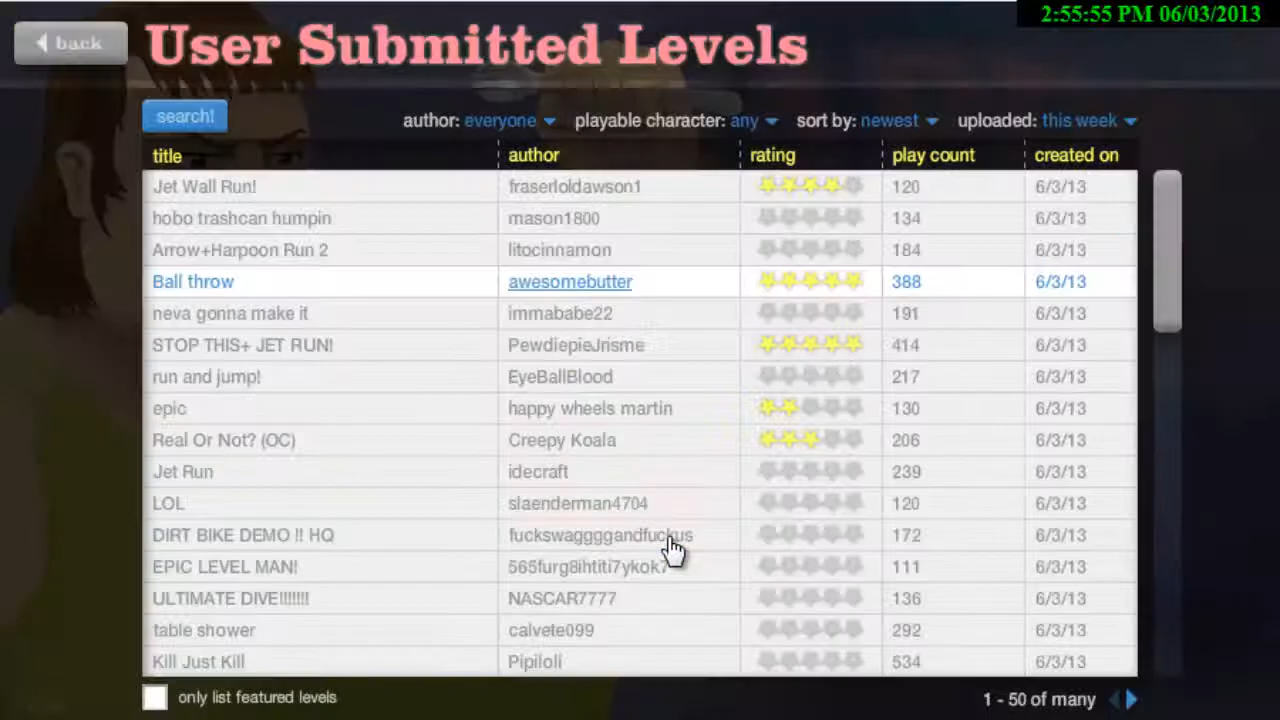 2:55:55 PM 06/03/2013
back
User Submitted Levels
search! author: everyone playable character: any sort by: newest uploaded: this week
title author rating play count created on
Jet Wall Run! fraserloldawson1 120 6/3/13
hobo trashcan humpin mason1800 134 6/3/13
Arrow+Harpoon Run 2 litocinnamon 184 6/3/13
Ball throw awesomebutter 388 6/3/13
neva gonna make it immababe22 191 6/3/13
STOP THIS+ JET RUN! PewdiepieJrisme 414 6/3/13
run and jump! EyeBallBlood 217 6/3/13
epic happy wheels martin 130 6/3/13
Real Or Not? (OC) Creepy Koala 206 6/3/13
Jet Run idecraft 239 6/3/13
LOL slaenderman4704 120 6/3/13
DIRT BIKE DEMO !! HQ fuckswaggggandfuckus 172 6/3/13
EPIC LEVEL MAN! 565furg8ihtiti7ykok7 111 6/3/13
ULTIMATE DIVE!!!!!!! NASCAR7777 136 6/3/13
table shower calvete099 292 6/3/13
Kill Just Kill Pipiloli 534 6/3/13
only list featured levels 1 - 50 of many